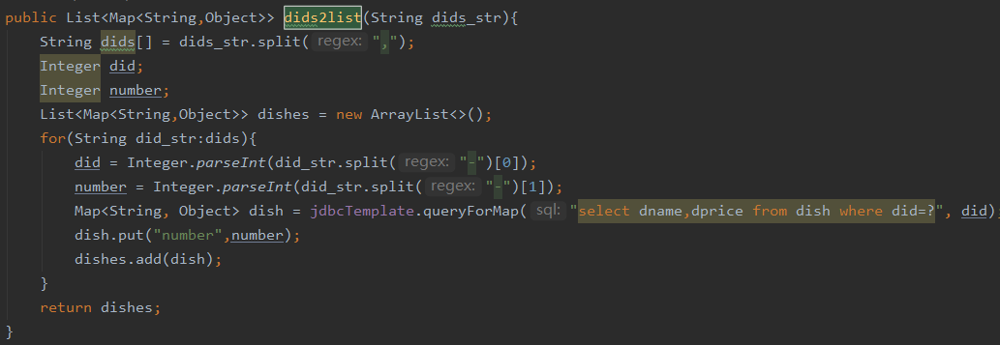 public List<Map<String,Object>> dids2list(String dids_str){
    String dids[] = dids_str.split( regex: ",");
    Integer did;
    Integer number;
    List<Map<String,Object>> dishes = new ArrayList<>();
    for(String did_str:dids){
        did = Integer.parseInt(did_str.split( regex: "-")[0]);
        number = Integer.parseInt(did_str.split( regex: "-")[1]);
        Map<String, Object> dish = jdbcTemplate.queryForMap( sql: "select dname,dprice from dish where did=?", did);
        dish.put("number",number);
        dishes.add(dish);
    }
    return dishes;
}